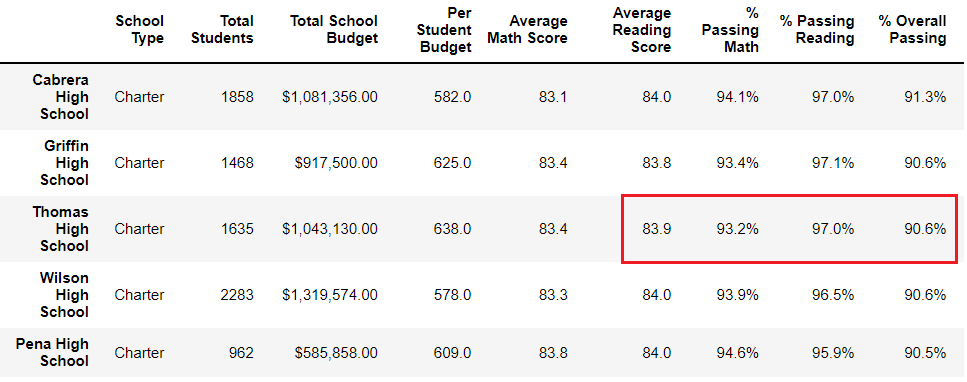 School Type Total Students Total School Budget Per Student Budget Average Math Score Average Reading Score % Passing Math % Passing Reading % Overall Passing
Cabrera High School Charter 1858 $1,081,356.00 582.0 83.1 84.0 94.1% 97.0% 91.3%
Griffin High School Charter 1468 $917,500.00 625.0 83.4 83.8 93.4% 97.1% 90.6%
Thomas High School Charter 1635 $1,043,130.00 638.0 83.4 83.9 93.2% 97.0% 90.6%
Wilson High School Charter 2283 $1,319,574.00 578.0 83.3 84.0 93.9% 96.5% 90.6%
Pena High School Charter 962 $585,858.00 609.0 83.8 84.0 94.6% 95.9% 90.5%